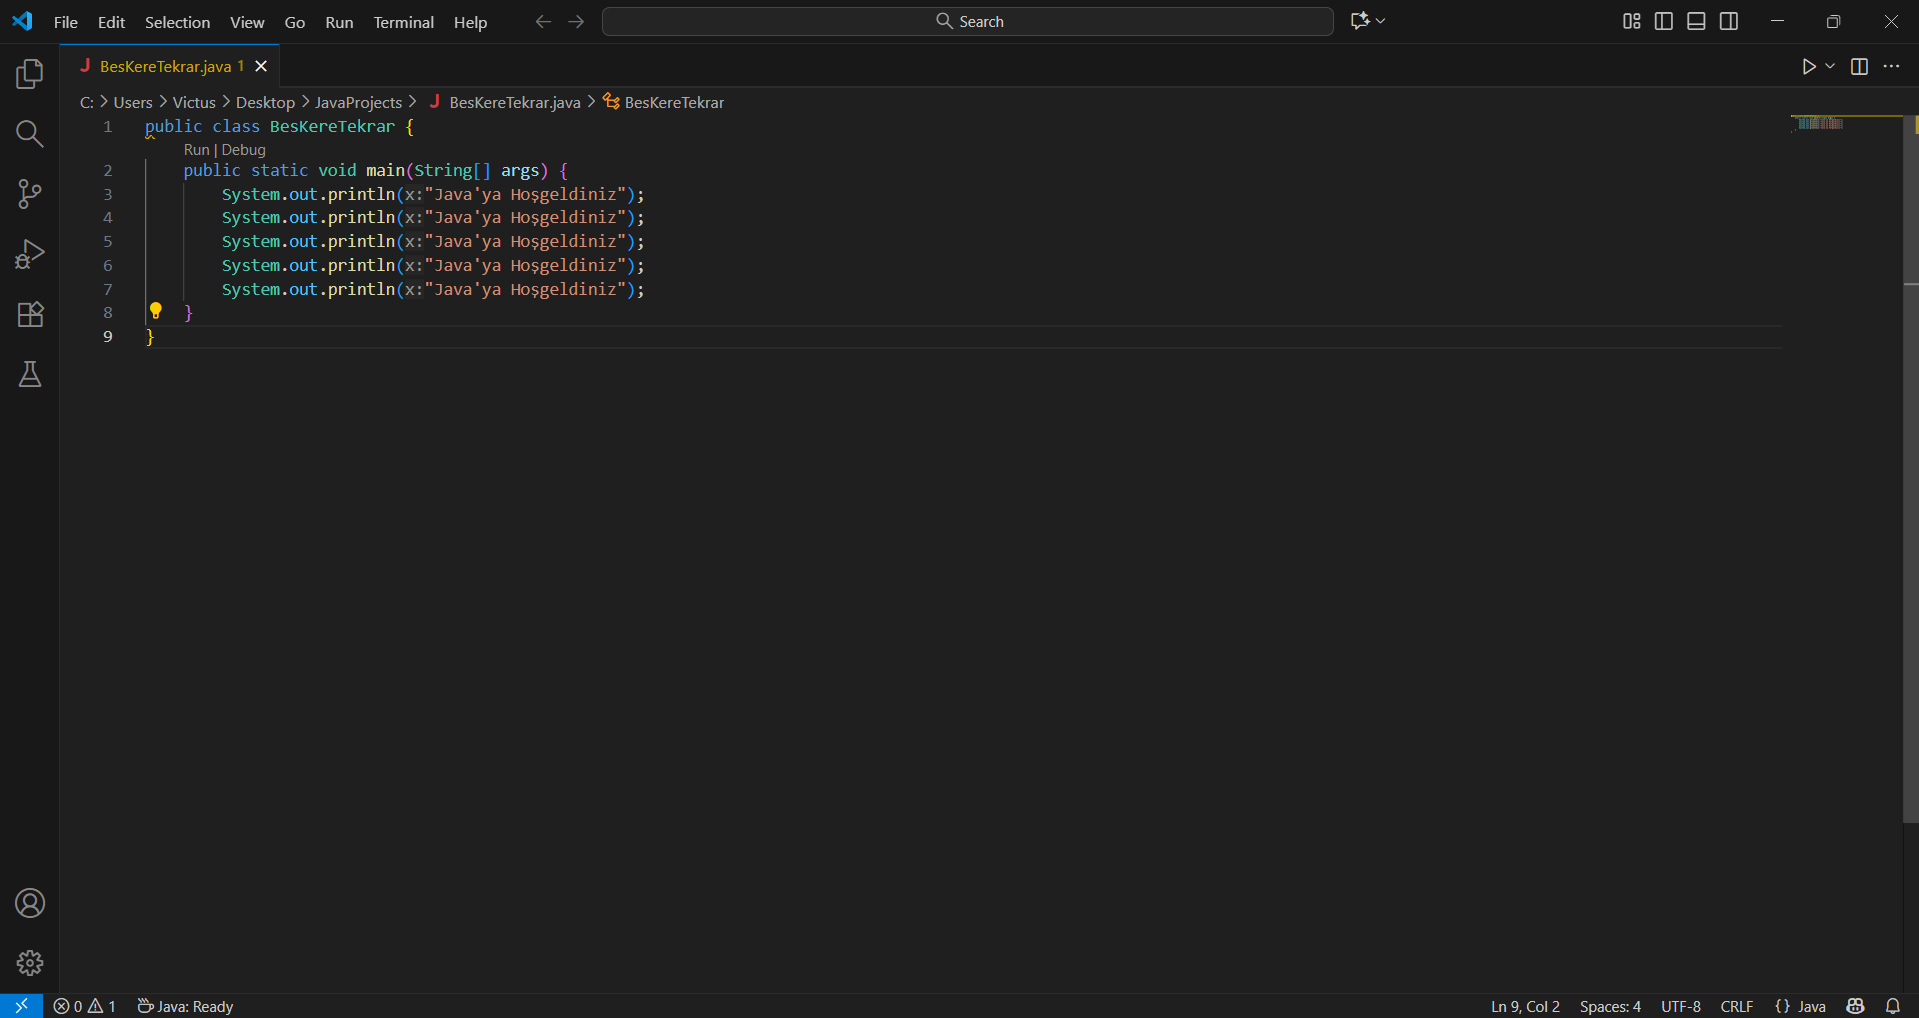 File Edit Selection View Go Run Terminal Help Search
J BesKereTekrar.java 1
C: > Users > Victus > Desktop > JavaProjects > J BesKereTekrar.java > BesKereTekrar
1 public class BesKereTekrar {
Run | Debug
2 public static void main(String[] args) {
3 System.out.println(x:"Java'ya Hoşgeldiniz");
4 System.out.println(x:"Java'ya Hoşgeldiniz");
5 System.out.println(x:"Java'ya Hoşgeldiniz");
6 System.out.println(x:"Java'ya Hoşgeldiniz");
7 System.out.println(x:"Java'ya Hoşgeldiniz");
8 }
9 }
0 1 Java: Ready Ln 9, Col 2 Spaces: 4 UTF-8 CRLF {} Java